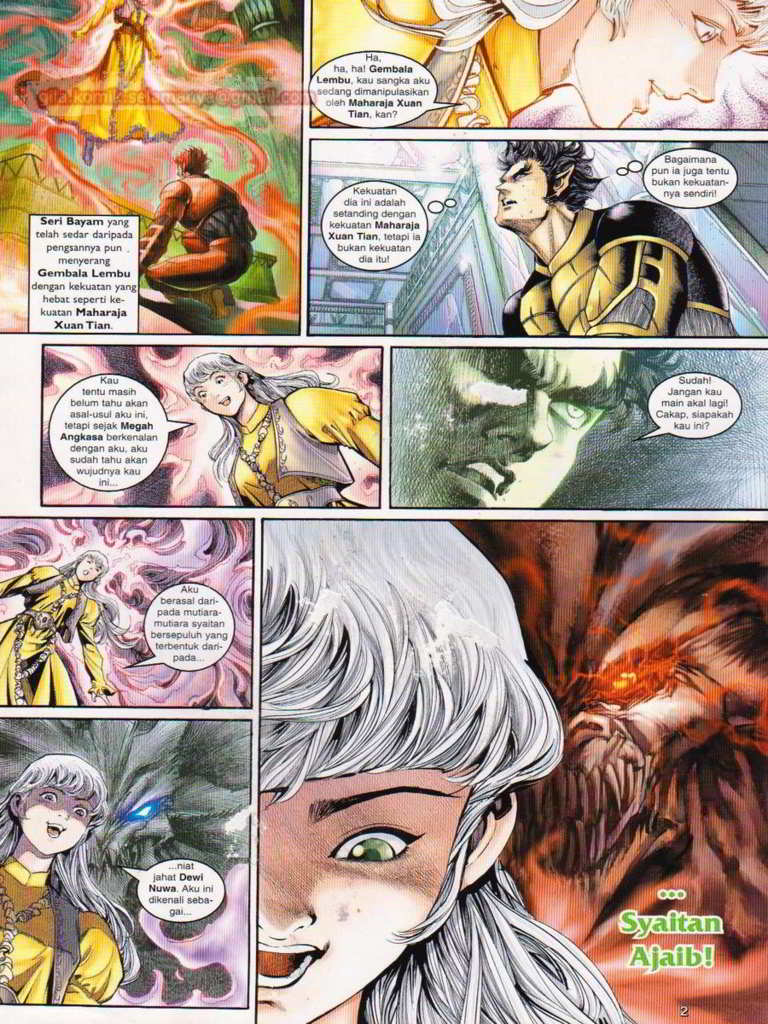 gila-komik-selamanya@gmail.com
Seri Bayam yang
telah sedar daripada
pengsannya pun
menyerang
Gembala Lembu
dengan kekuatan yang
hebat seperti ke-
kuatan Maharaja
Xuan Tian.
Ha,
ha, ha! Gembala
Lembu, kau sangka aku
sedang dimanipulasi
oleh Maharaja Xuan
Tian, kan?
Kekuatan
dia ini adalah
setanding dengan
kekuatan Maharaja
Xuan Tian, tetapi ia
bukan kekuatan
dia itu!
Bagaimana
pun ia juga tentu
bukan kekuatan-
nya sendiri!
Kau
tentu masih
belum tahu akan
asal-usul aku ini,
tetapi sejak Megah
Angkasa berkenalan
dengan aku, aku
sudah tahu akan
wujudnya kau
ini...
Sudah!
Jangan kau
main akal lagi!
Cakap, siapakah
kau ini?
Aku
berasal dari-
pada mutiara-
mutiara syaitan
bersepuluh yang
terbentuk dari-
pada...
...niat
jahat Dewi
Nuwa. Aku ini
dikenali seba-
gai...
...
Syaitan
Ajaib!
2